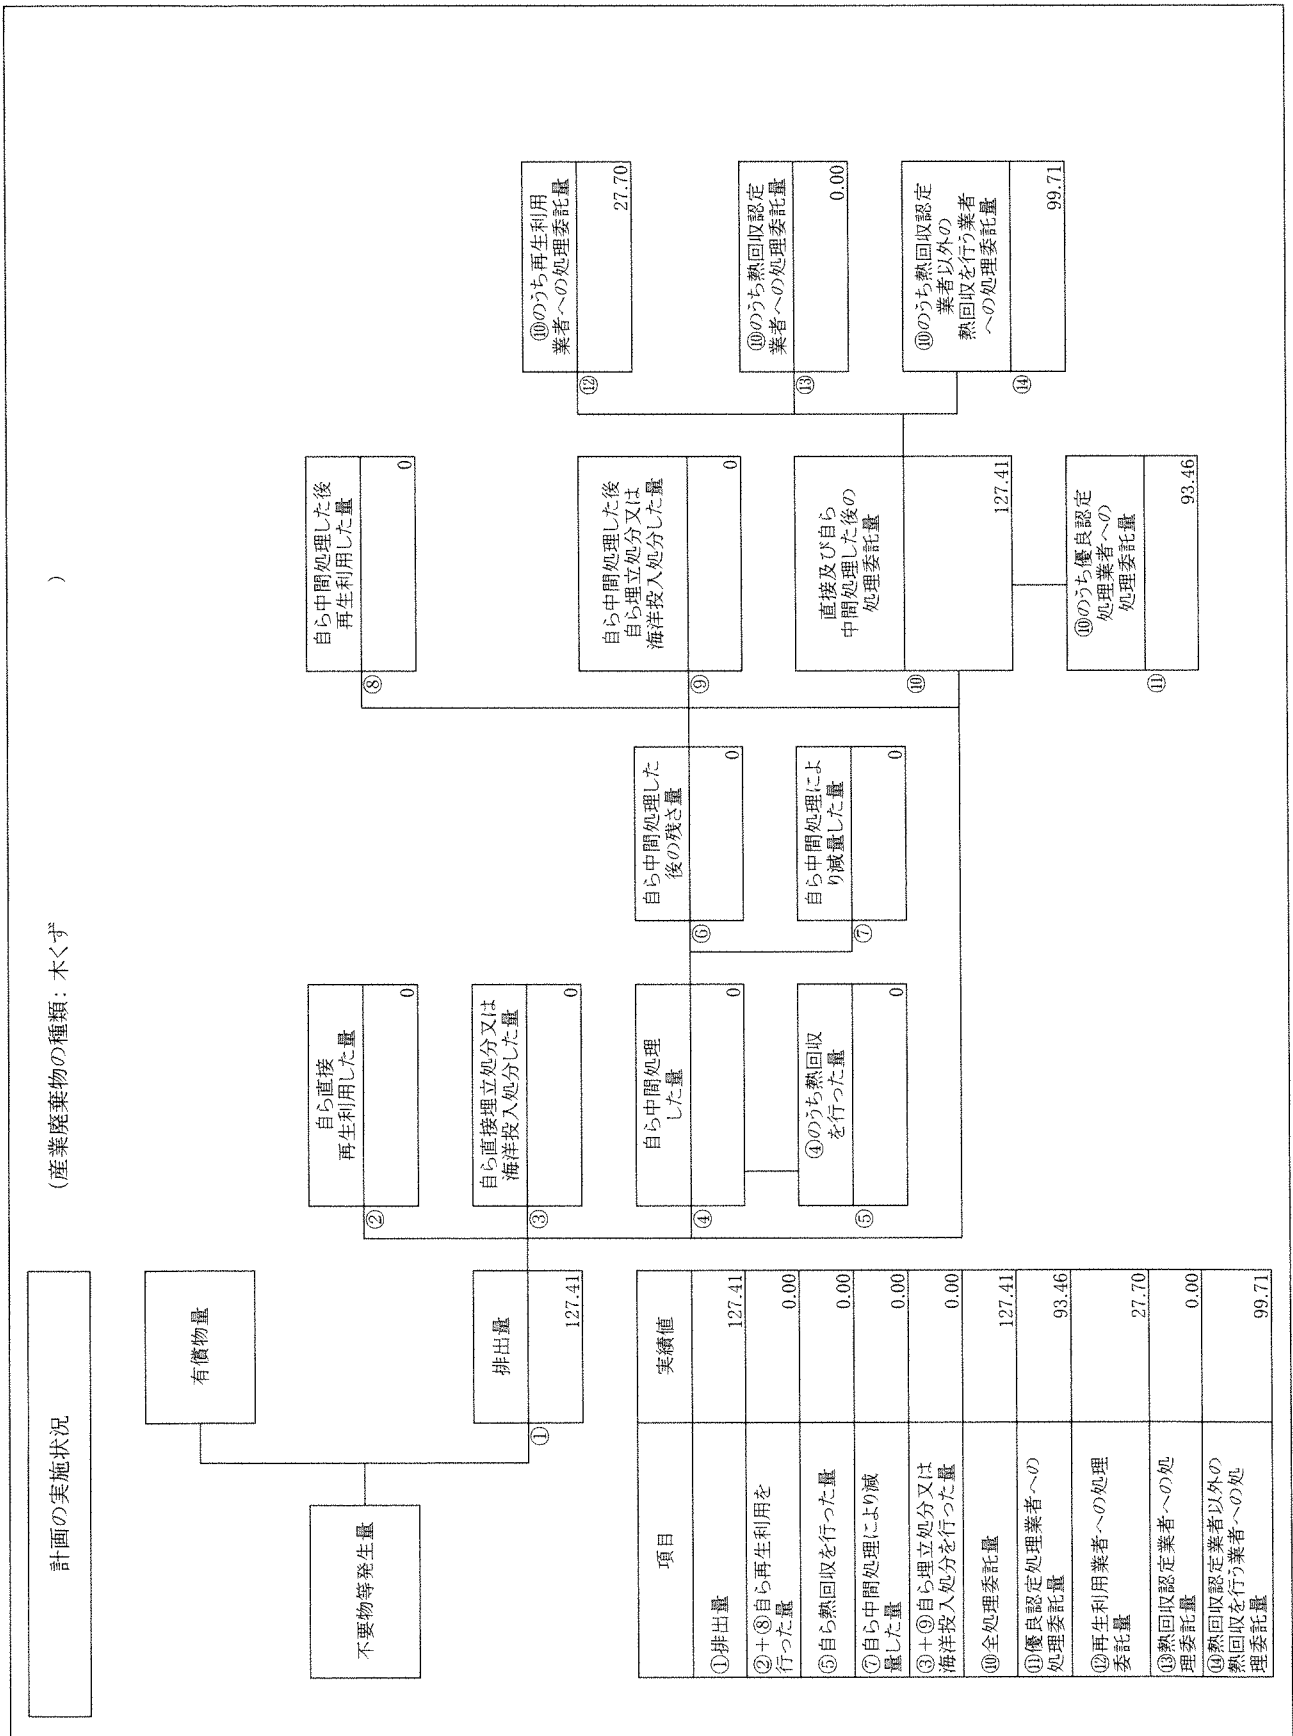 計画の実施状況
(産業廃棄物の種類: 木くず
)
不要物等発生量
有償物量
①
排出量
127.41
②
自ら直接
再生利用した量
0
③
自ら直接埋立処分又は
海洋投入処分した量
0
④
自ら中間処理
した量
0
⑤
④のうち熱回収
を行った量
0
⑥
自ら中間処理した
後の残さ量
0
⑦
自ら中間処理によ
り減量した量
0
⑧
自ら中間処理した後
再生利用した量
0
⑨
自ら中間処理した後
自ら埋立処分又は
海洋投入処分した量
0
⑩
直接及び自ら
中間処理した後の
処理委託量
127.41
⑪
⑩のうち優良認定
処理業者への
処理委託量
93.46
⑫
⑩のうち再生利用
業者への処理委託量
27.70
⑬
⑩のうち熱回収認定
業者への処理委託量
0.00
⑭
⑩のうち熱回収認定
業者以外の
熱回収を行う業者
への処理委託量
99.71
項目 実績値
①排出量 127.41
②+⑧自ら再生利用を
行った量 0.00
⑤自ら熱回収を行った量 0.00
⑦自ら中間処理により減
量した量 0.00
③+⑨自ら埋立処分又は
海洋投入処分を行った量 0.00
⑩全処理委託量 127.41
⑪優良認定処理業者への
処理委託量 93.46
⑫再生利用業者への処理
委託量 27.70
⑬熱回収認定業者への処
理委託量 0.00
⑭熱回収認定業者以外の
熱回収を行う業者への処
理委託量 99.71